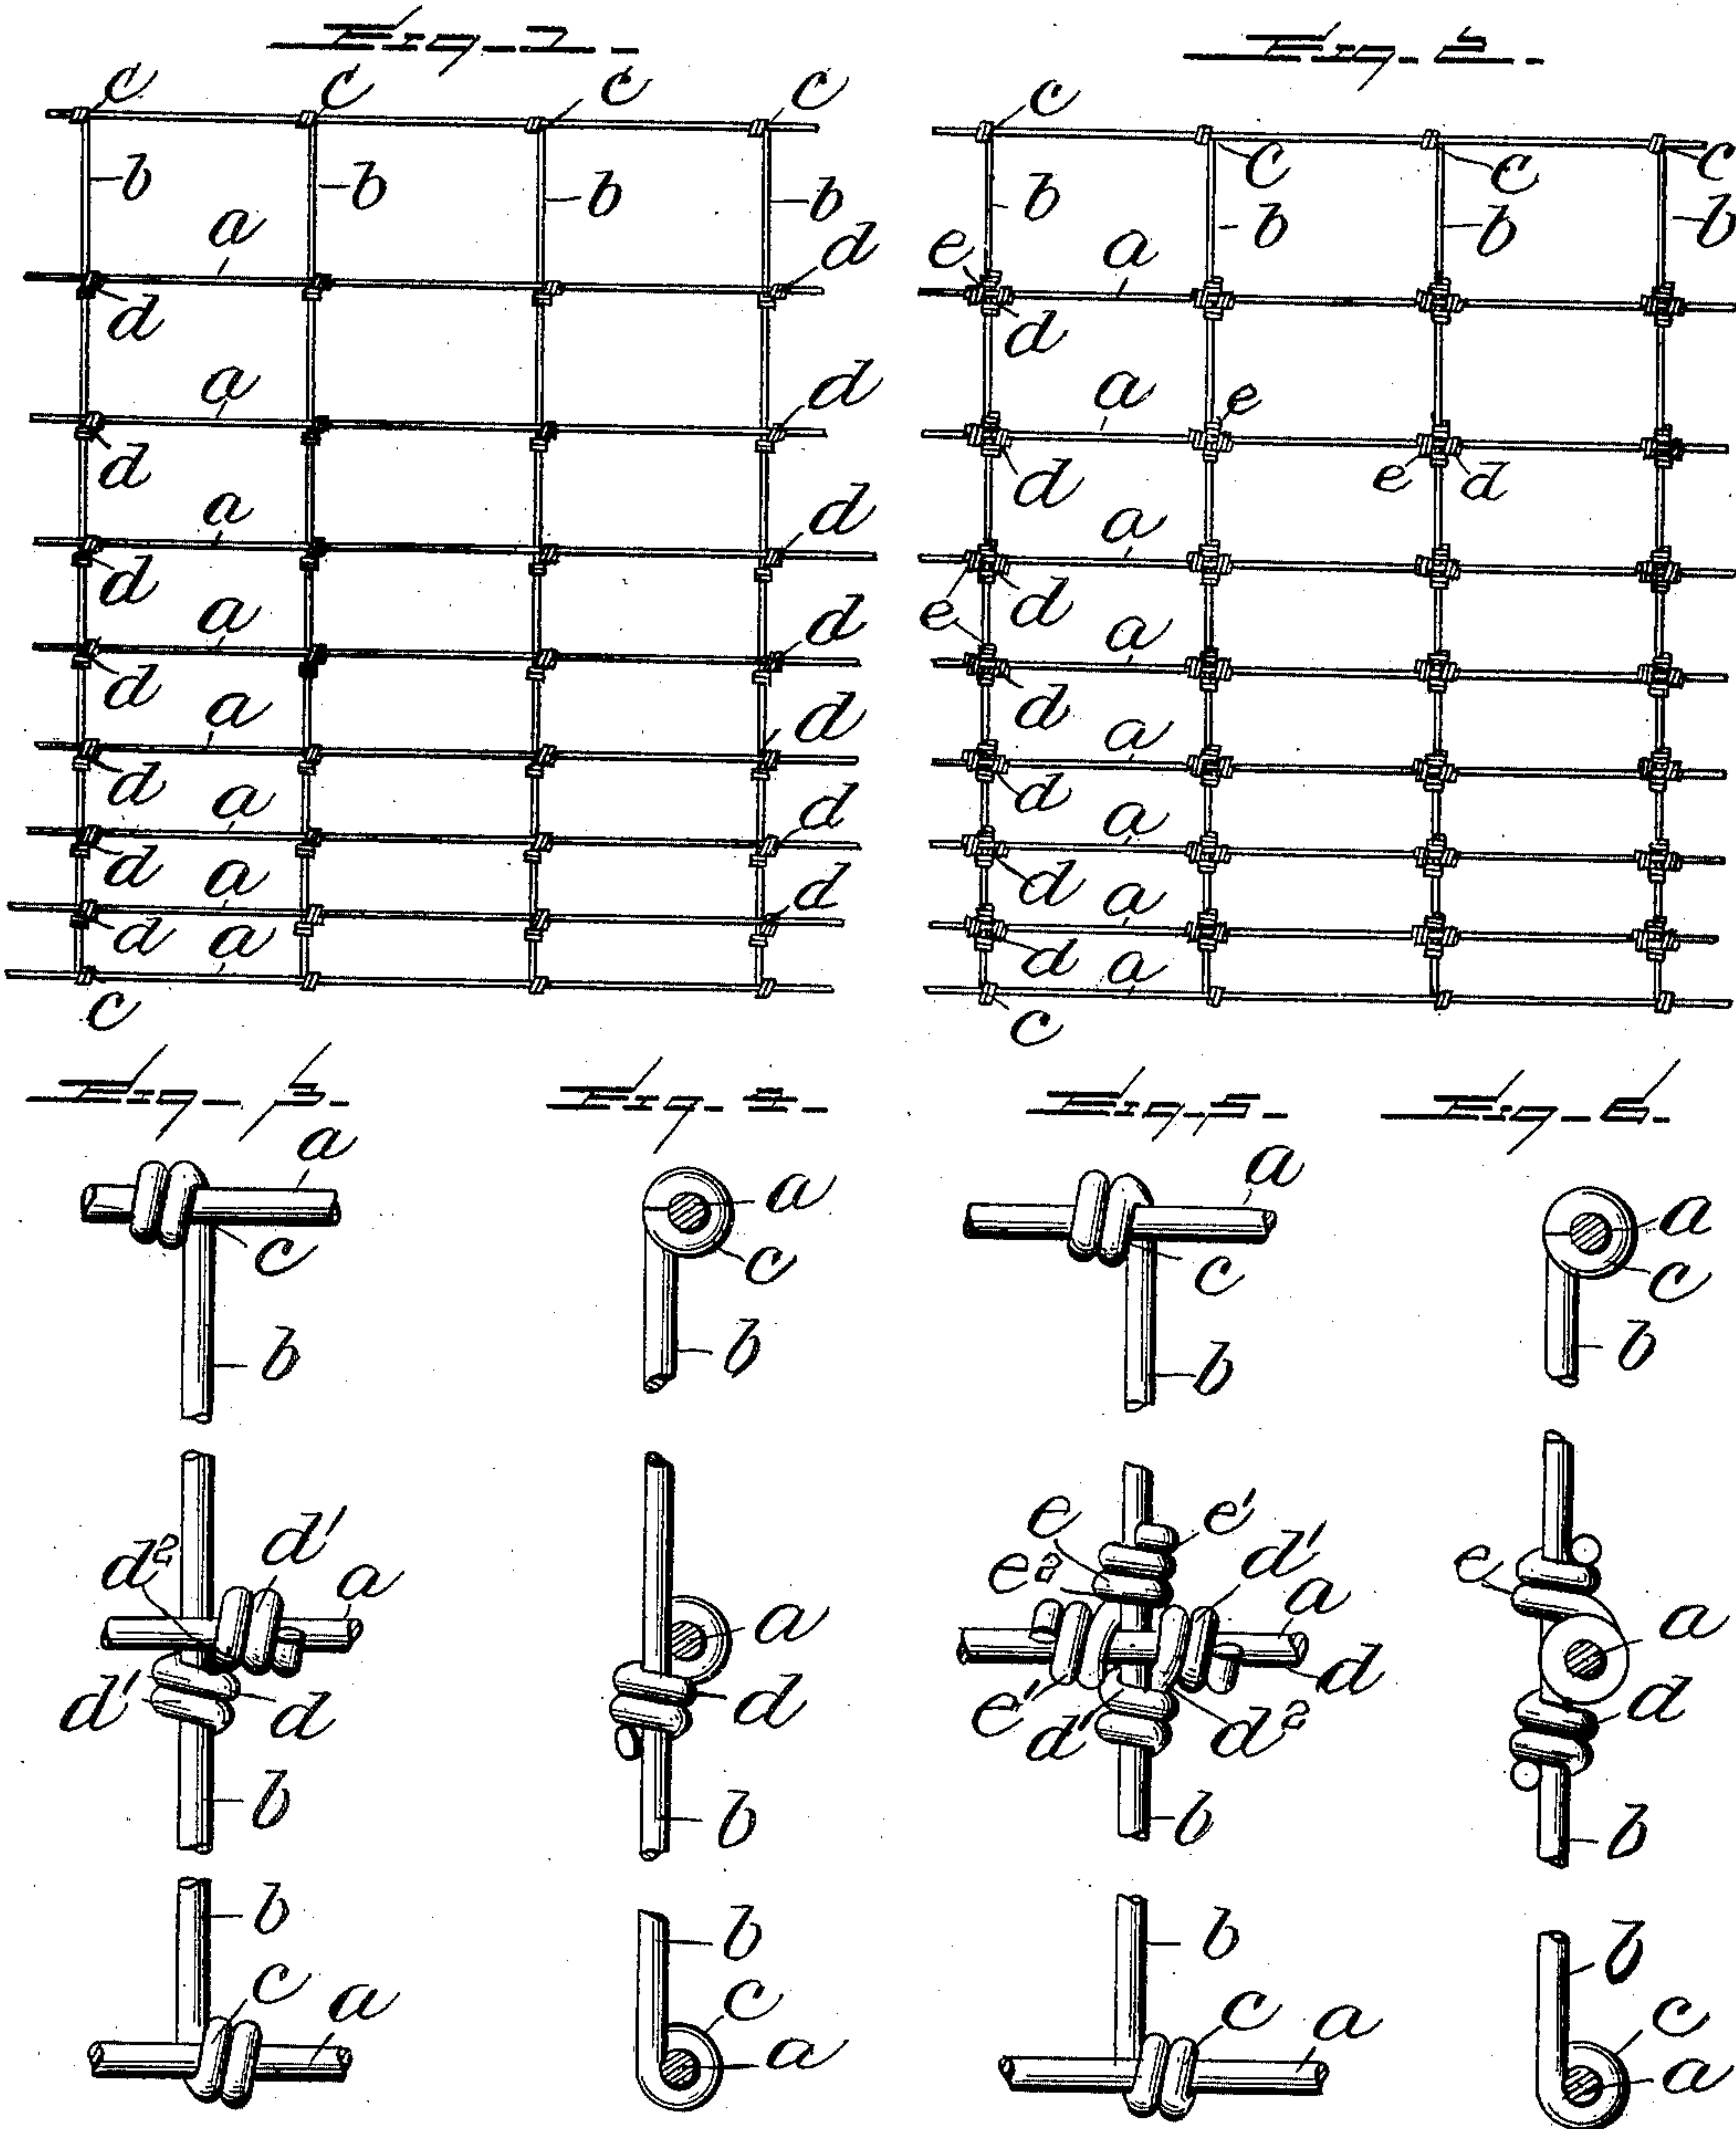 Fig. 1. Fig. 2.
c c c c c c c c
b b b b b b b b
a d e a
d d
a d a e
d d e d
a d a
d e d
a d e a
d d
a d a
d d
a d a
d d
a d a
d d
a a
c c
Fig. 3. Fig. 4. Fig. 5. Fig. 6.
a a a a
c c c c
b b b b
d² d' a a e e' e² d' a e a
d' d d e' d' d² d d
b b b b
b b b b
c a c a c a c a